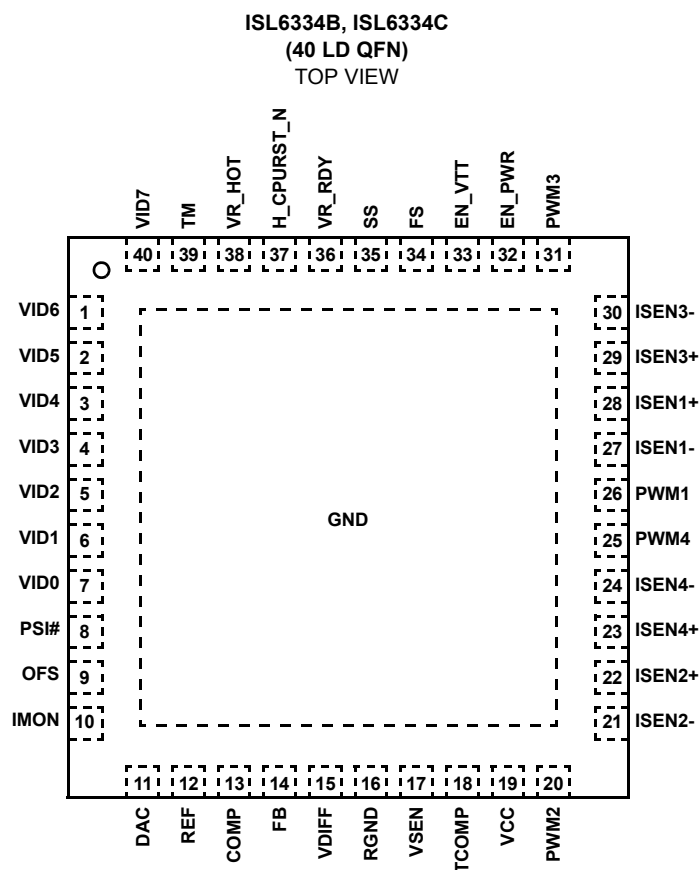 ISL6334B, ISL6334C
(40 LD QFN)
TOP VIEW
VID7
TM
VR_HOT
H_CPURST_N
VR_RDY
SS
FS
EN_VTT
EN_PWR
PWM3
40 39 38 37 36 35 34 33 32 31
VID6 1
VID5 2
VID4 3
VID3 4
VID2 5
VID1 6
VID0 7
PSI# 8
OFS 9
IMON 10
GND
30 ISEN3-
29 ISEN3+
28 ISEN1+
27 ISEN1-
26 PWM1
25 PWM4
24 ISEN4-
23 ISEN4+
22 ISEN2+
21 ISEN2-
11 12 13 14 15 16 17 18 19 20
DAC
REF
COMP
FB
VDIFF
RGND
VSEN
TCOMP
VCC
PWM2